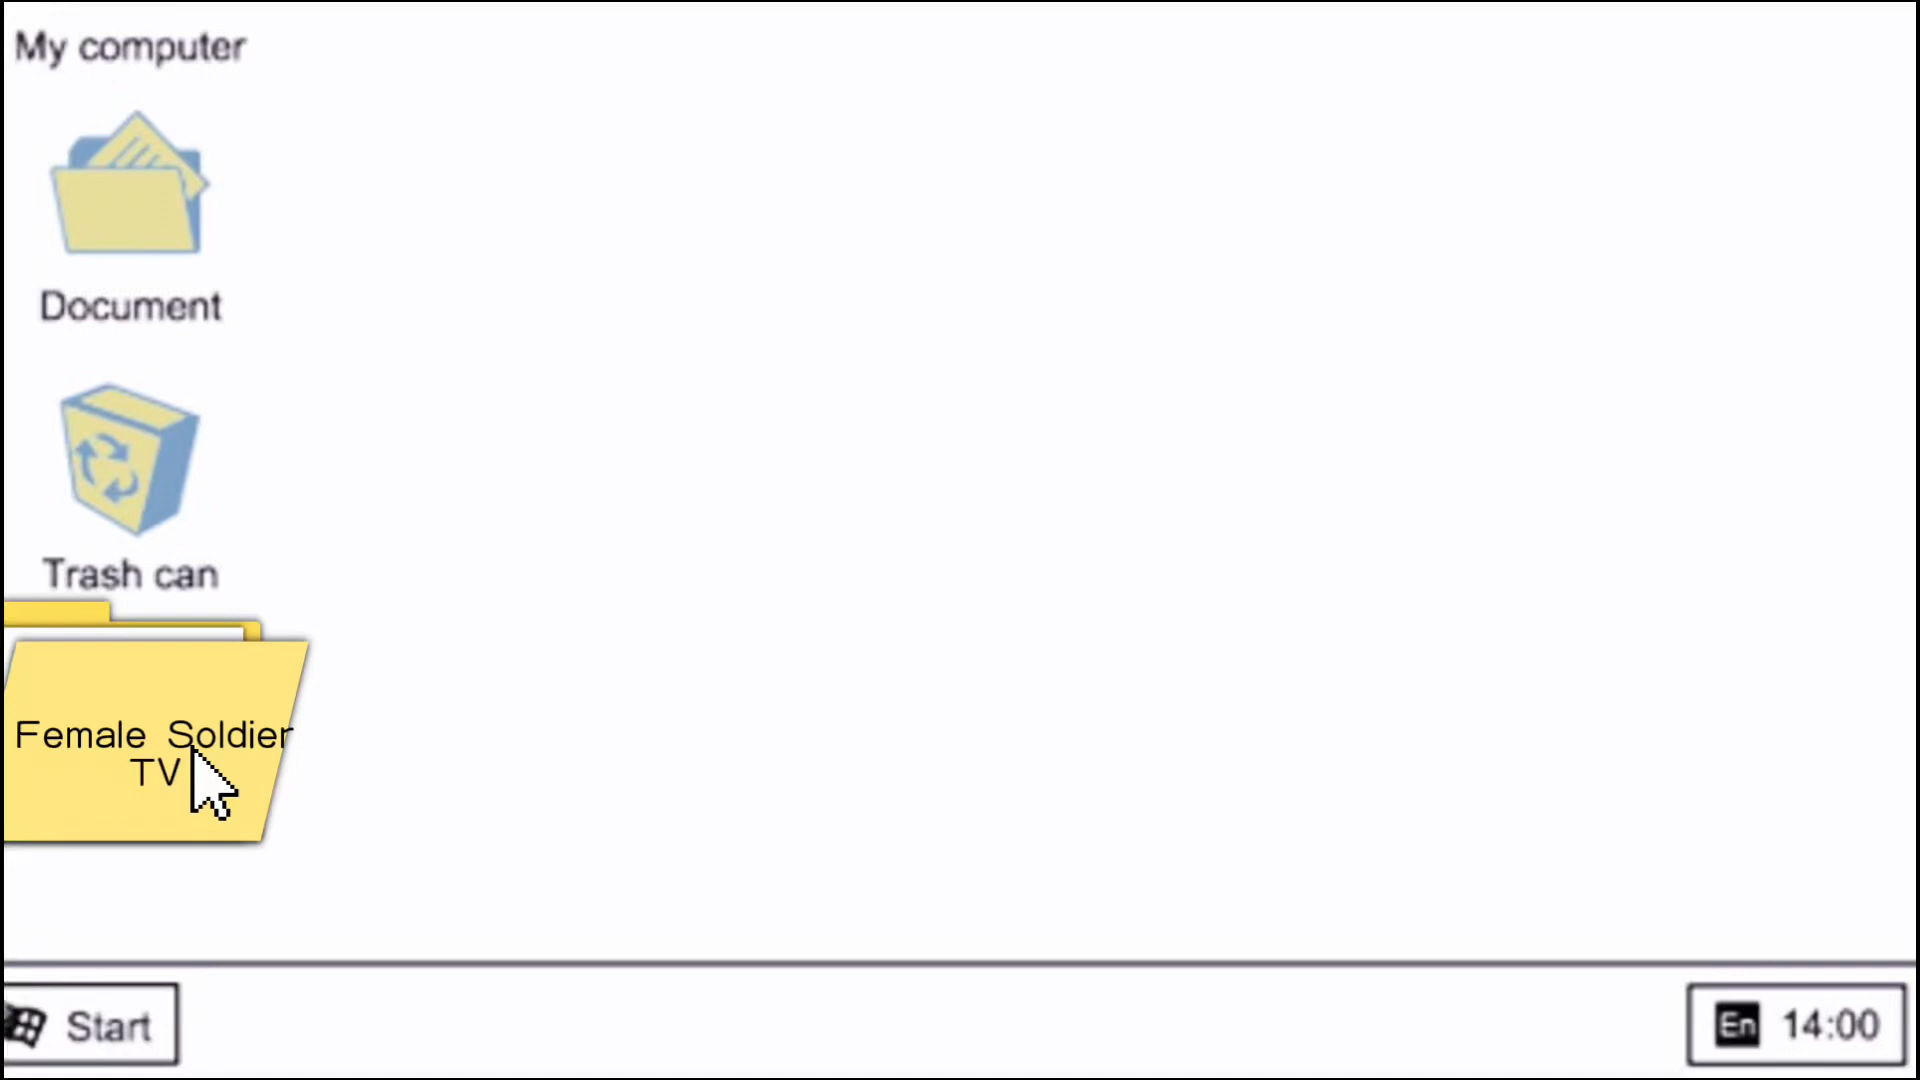 My computer
Document
Trash can
Female Soldier
TV
Start
En 14:00